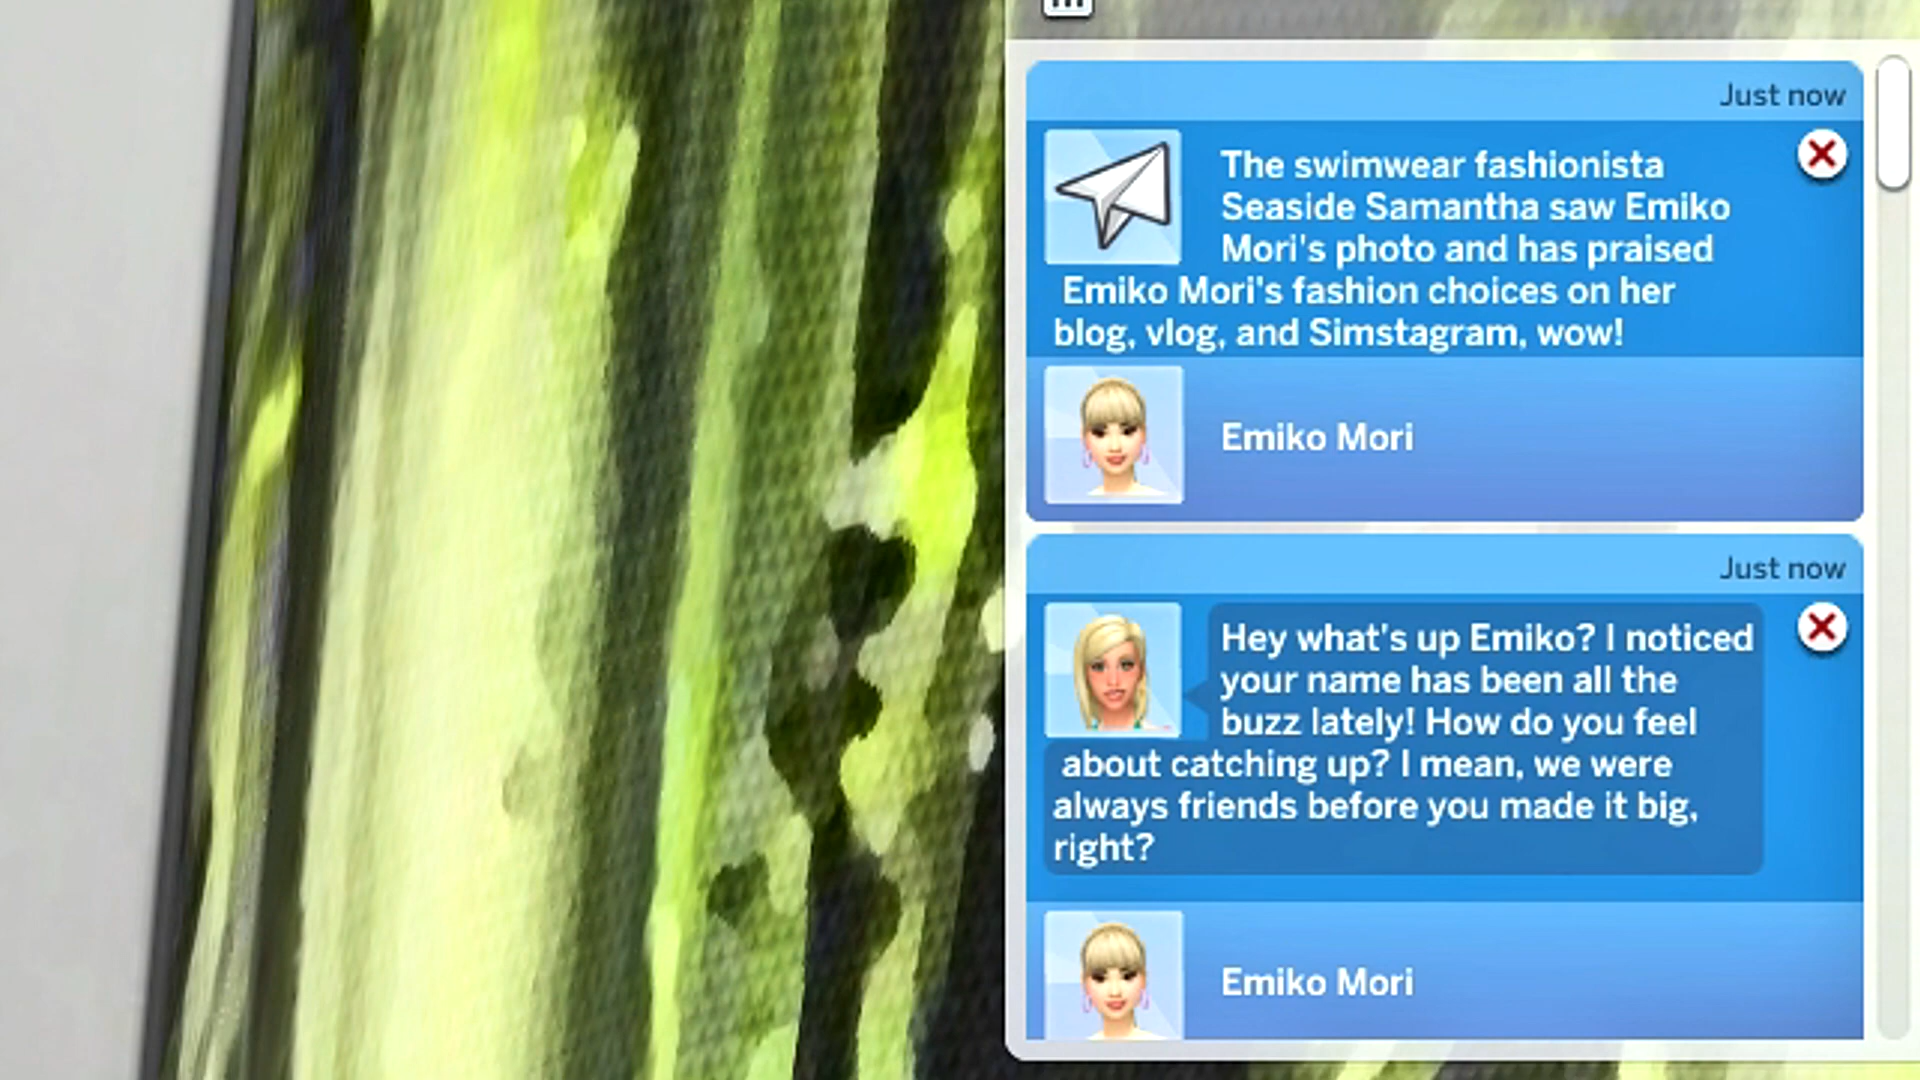 Just now
The swimwear fashionista
Seaside Samantha saw Emiko
Mori's photo and has praised
Emiko Mori's fashion choices on her
blog, vlog, and Simstagram, wow!
Emiko Mori
Just now
Hey what's up Emiko? I noticed
your name has been all the
buzz lately! How do you feel
about catching up? I mean, we were
always friends before you made it big,
right?
Emiko Mori